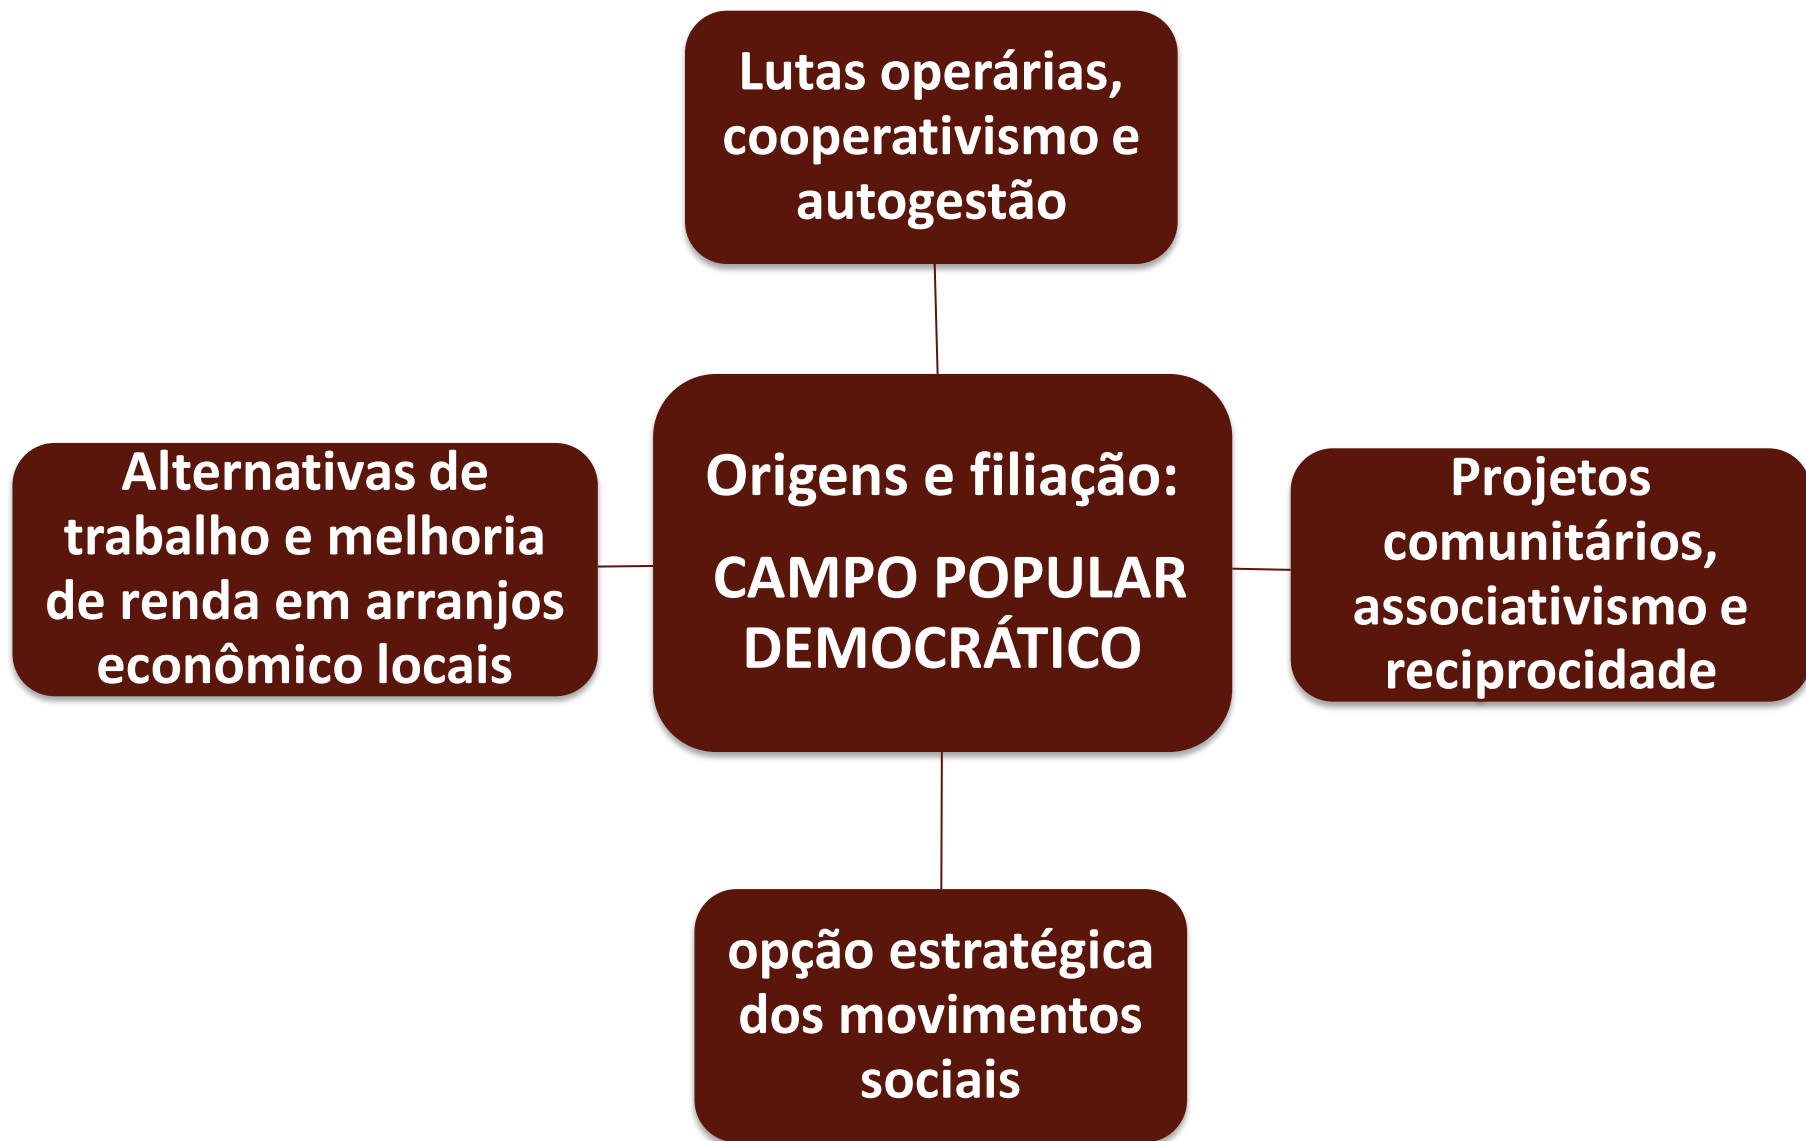 Lutas operárias,
cooperativismo e
autogestão
Alternativas de
trabalho e melhoria
de renda em arranjos
econômico locais
Origens e filiação:
CAMPO POPULAR
DEMOCRÁTICO
Projetos
comunitários,
associativismo e
reciprocidade
opção estratégica
dos movimentos
sociais